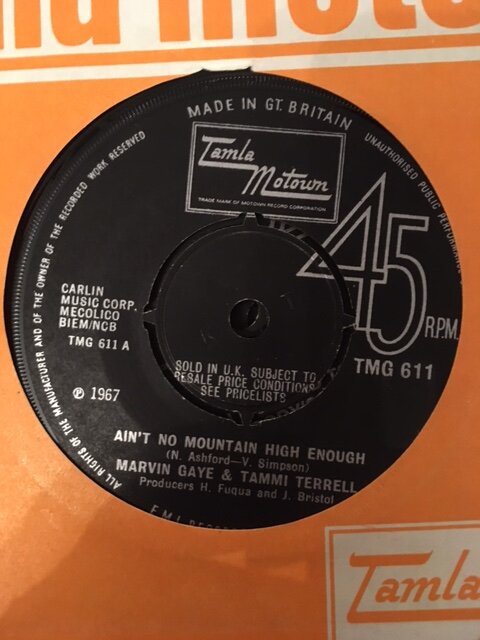 MADE IN GT. BRITAIN
UNAUTHORISED PUBLIC
ALL RIGHTS OF THE MANUFACTURER AND OF THE OWNER OF THE RECORDED WORK RESERVED
Tamla
Motown
TRADE MARK OF MOTOWN RECORD CORPORATION
45
R.P.M.
TMG 611
CARLIN
MUSIC CORP.
MECOLICO
BIEM/NCB
TMG 611 A
℗ 1967
SOLD IN U.K. SUBJECT TO
RESALE PRICE CONDITIONS
SEE PRICELISTS
AIN'T NO MOUNTAIN HIGH ENOUGH
(N. Ashford—V. Simpson)
MARVIN GAYE & TAMMI TERRELL
Producers H. Fuqua and J. Bristol
Tamla